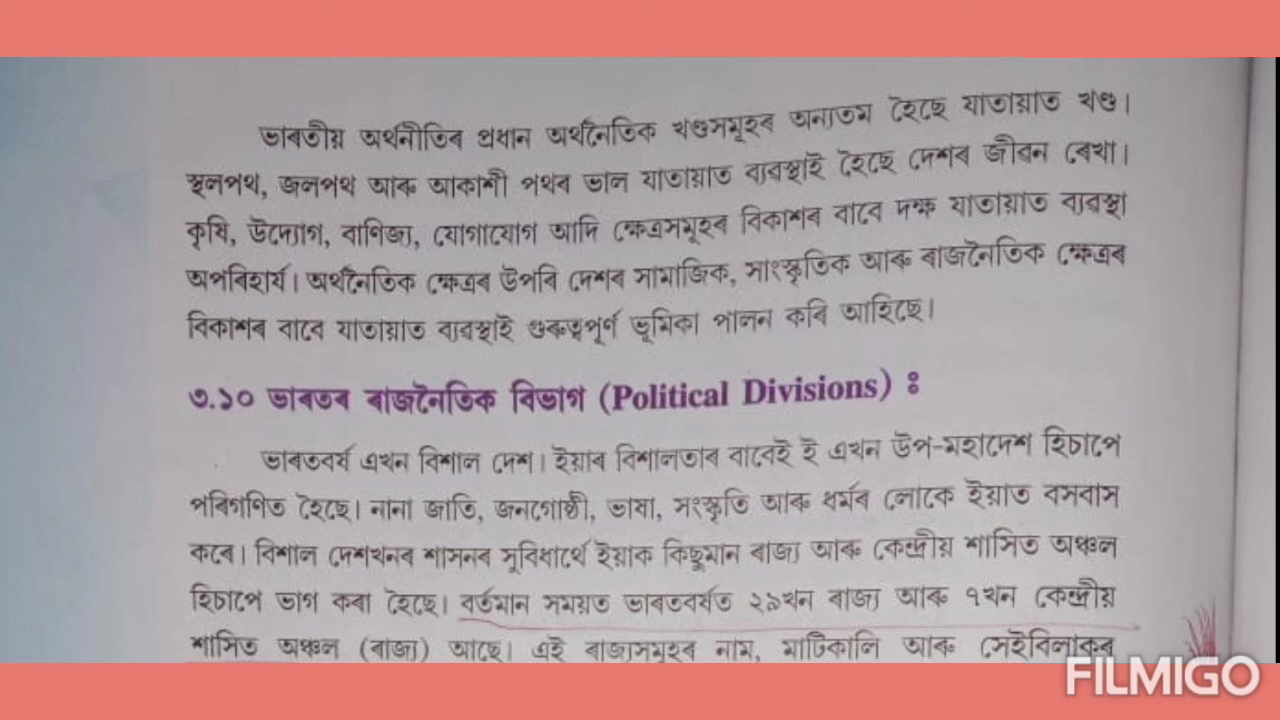 ভাৰতীয় অৰ্থনীতিৰ প্ৰধান অৰ্থনৈতিক খণ্ডসমূহৰ অন্যতম হৈছে যাতায়াত খণ্ড।
স্থলপথ, জলপথ আৰু আকাশী পথৰ ভাল যাতায়াত ব্যৱস্থাই হৈছে দেশৰ জীৱন ৰেখা।
কৃষি, উদ্যোগ, বাণিজ্য, যোগাযোগ আদি ক্ষেত্ৰসমূহৰ বিকাশৰ বাবে দক্ষ যাতায়াত ব্যৱস্থা
অপৰিহাৰ্য। অৰ্থনৈতিক ক্ষেত্ৰৰ উপৰি দেশৰ সামাজিক, সাংস্কৃতিক আৰু ৰাজনৈতিক ক্ষেত্ৰৰ
বিকাশৰ বাবে যাতায়াত ব্যৱস্থাই গুৰুত্বপূৰ্ণ ভূমিকা পালন কৰি আহিছে।
৩.১০ ভাৰতৰ ৰাজনৈতিক বিভাগ (Political Divisions) ঃ
ভাৰতবৰ্ষ এখন বিশাল দেশ। ইয়াৰ বিশালতাৰ বাবেই ই এখন উপ-মহাদেশ হিচাপে
পৰিগণিত হৈছে। নানা জাতি, জনগোষ্ঠী, ভাষা, সংস্কৃতি আৰু ধৰ্মৰ লোকে ইয়াত বসবাস
কৰে। বিশাল দেশখনৰ শাসনৰ সুবিধাৰ্থে ইয়াক কিছুমান ৰাজ্য আৰু কেন্দ্ৰীয় শাসিত অঞ্চল
হিচাপে ভাগ কৰা হৈছে। বৰ্তমান সময়ত ভাৰতবৰ্ষত ২৯খন ৰাজ্য আৰু ৭খন কেন্দ্ৰীয়
শাসিত অঞ্চল (ৰাজ্য) আছে। এই ৰাজ্যসমূহৰ নাম, মাটিকালি আৰু সেইবিলাকৰ
FILMIGO